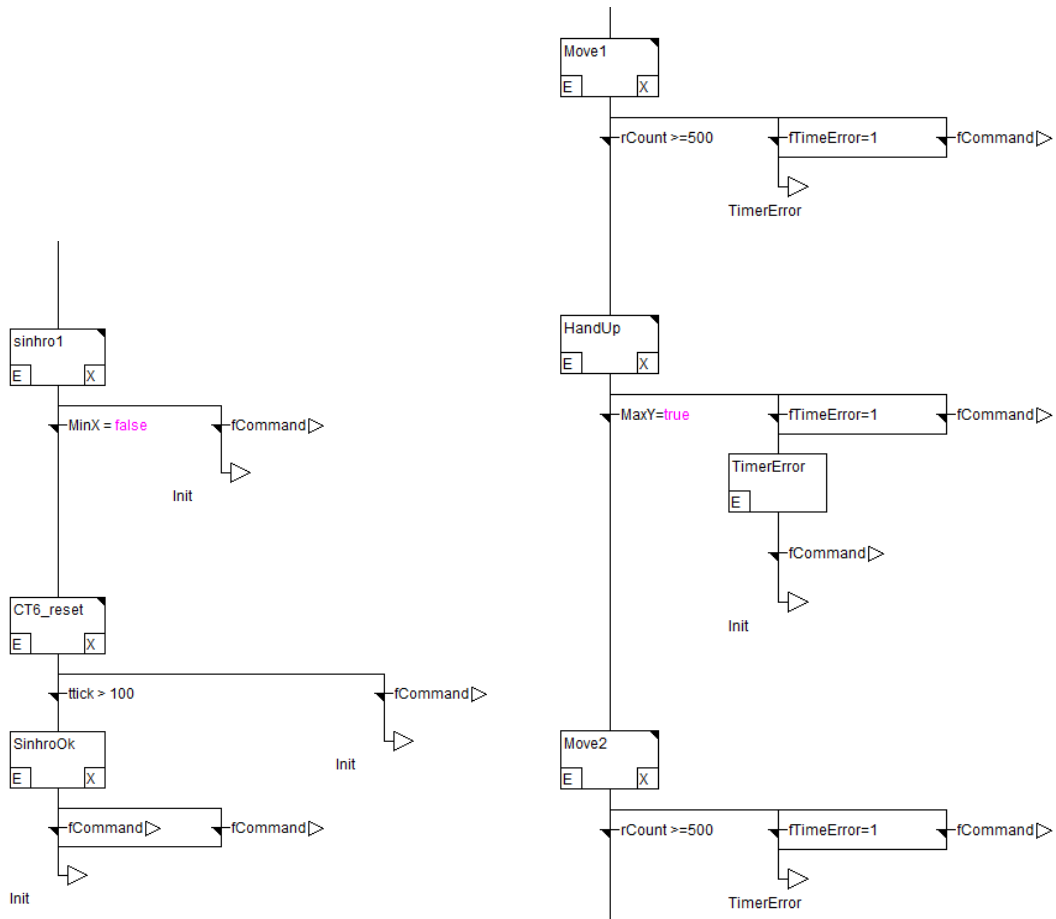 sinhro1
E X
MinX = false
fCommand
Init
CT6_reset
E X
ttick > 100
fCommand
Init
SinhroOk
E X
fCommand
fCommand
Init
Move1
E X
rCount >=500
fTimeError=1
fCommand
TimerError
HandUp
E X
MaxY=true
fTimeError=1
fCommand
TimerError
E
fCommand
Init
Move2
E X
rCount >=500
fTimeError=1
fCommand
TimerError